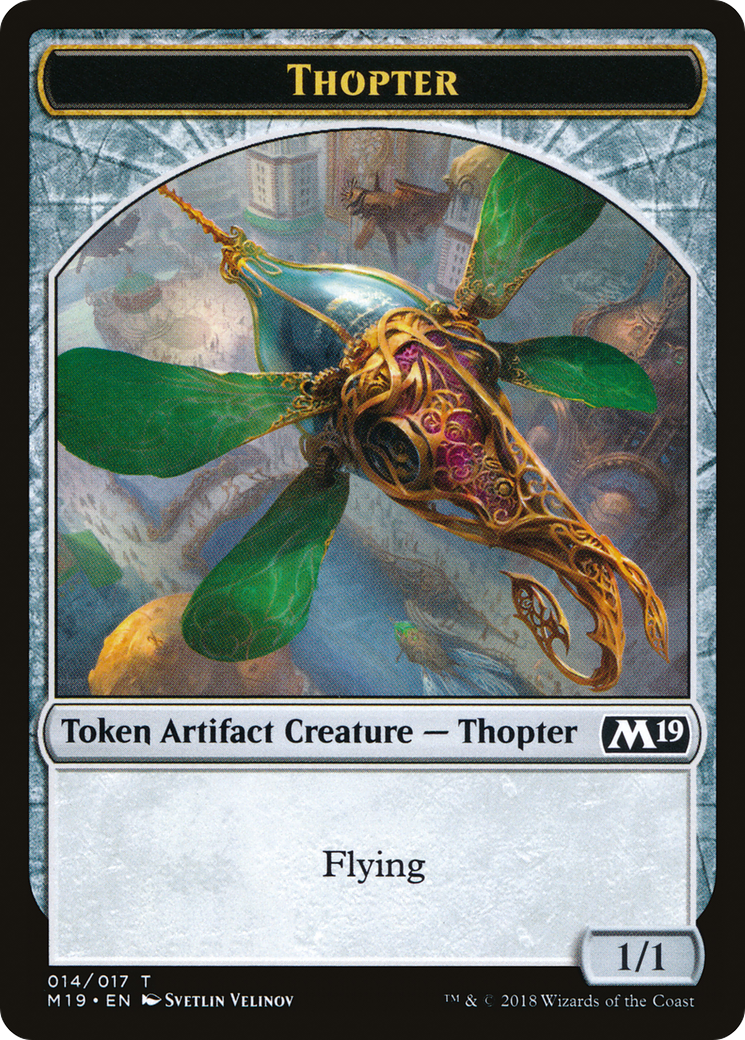 Thopter
Token Artifact Creature — Thopter M19
Flying
1/1
014/017 T
M19 • EN Svetlin Velinov
™ & © 2018 Wizards of the Coast